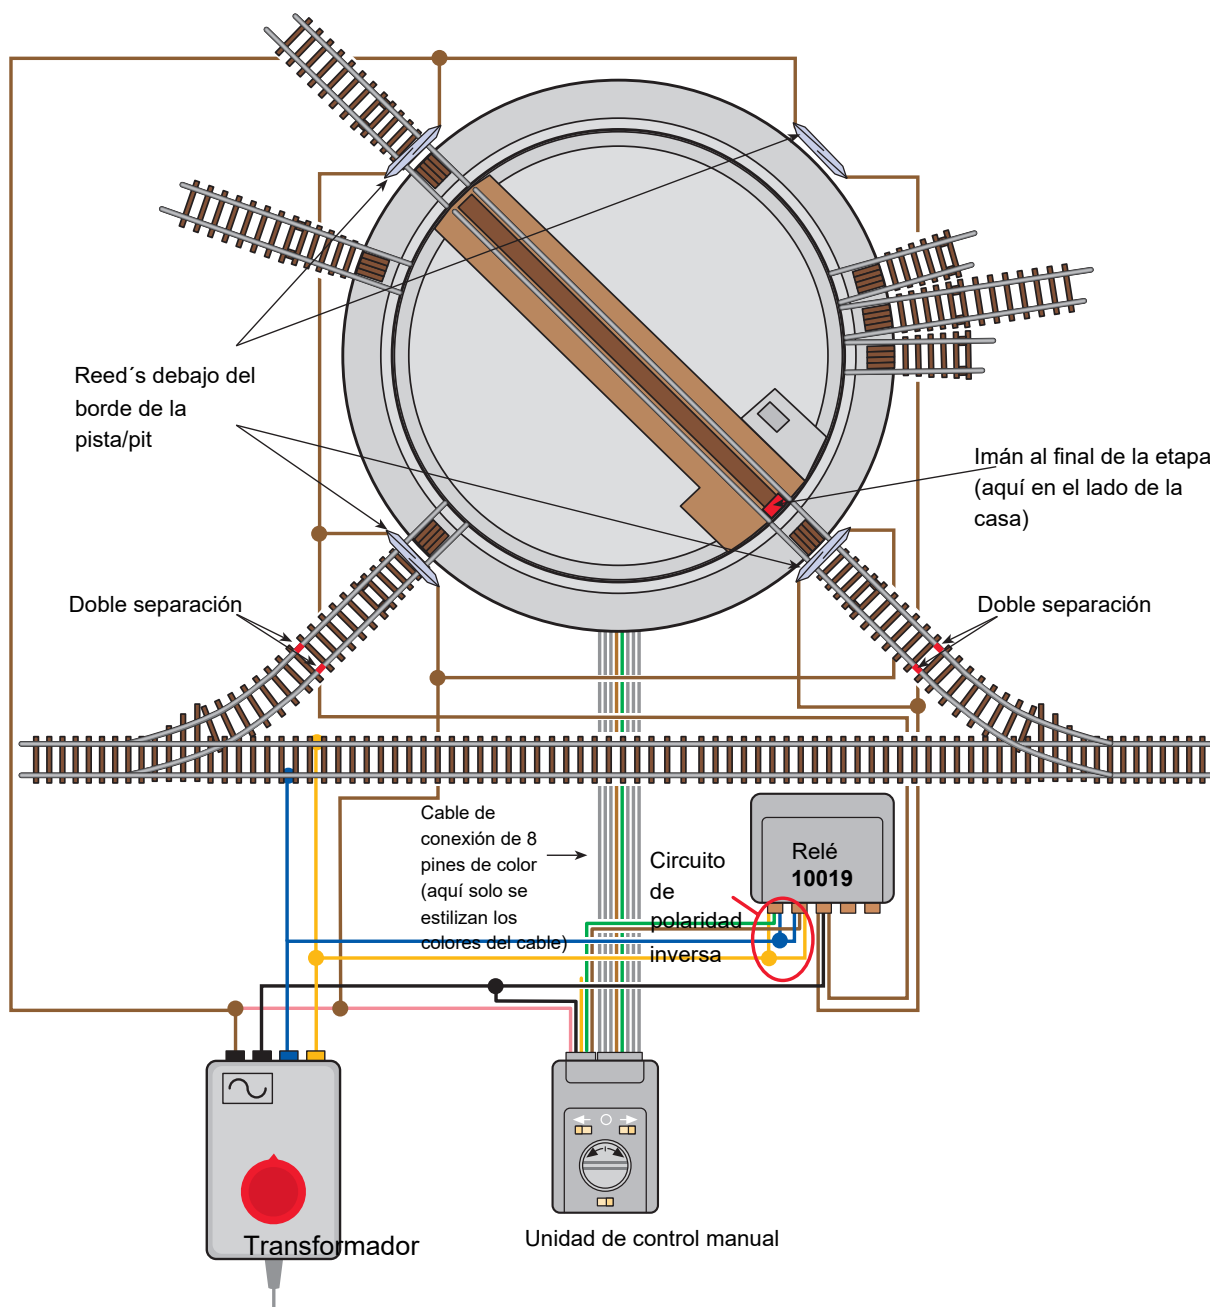 Reed´s debajo del
borde de la
pista/pit
Imán al final de la etapa
(aquí en el lado de la
casa)
Doble separación
Doble separación
Cable de
conexión de 8
pines de color
(aquí solo se
estilizan los
colores del cable)
Circuito
de
polaridad
inversa
Relé
10019
Transformador
Unidad de control manual